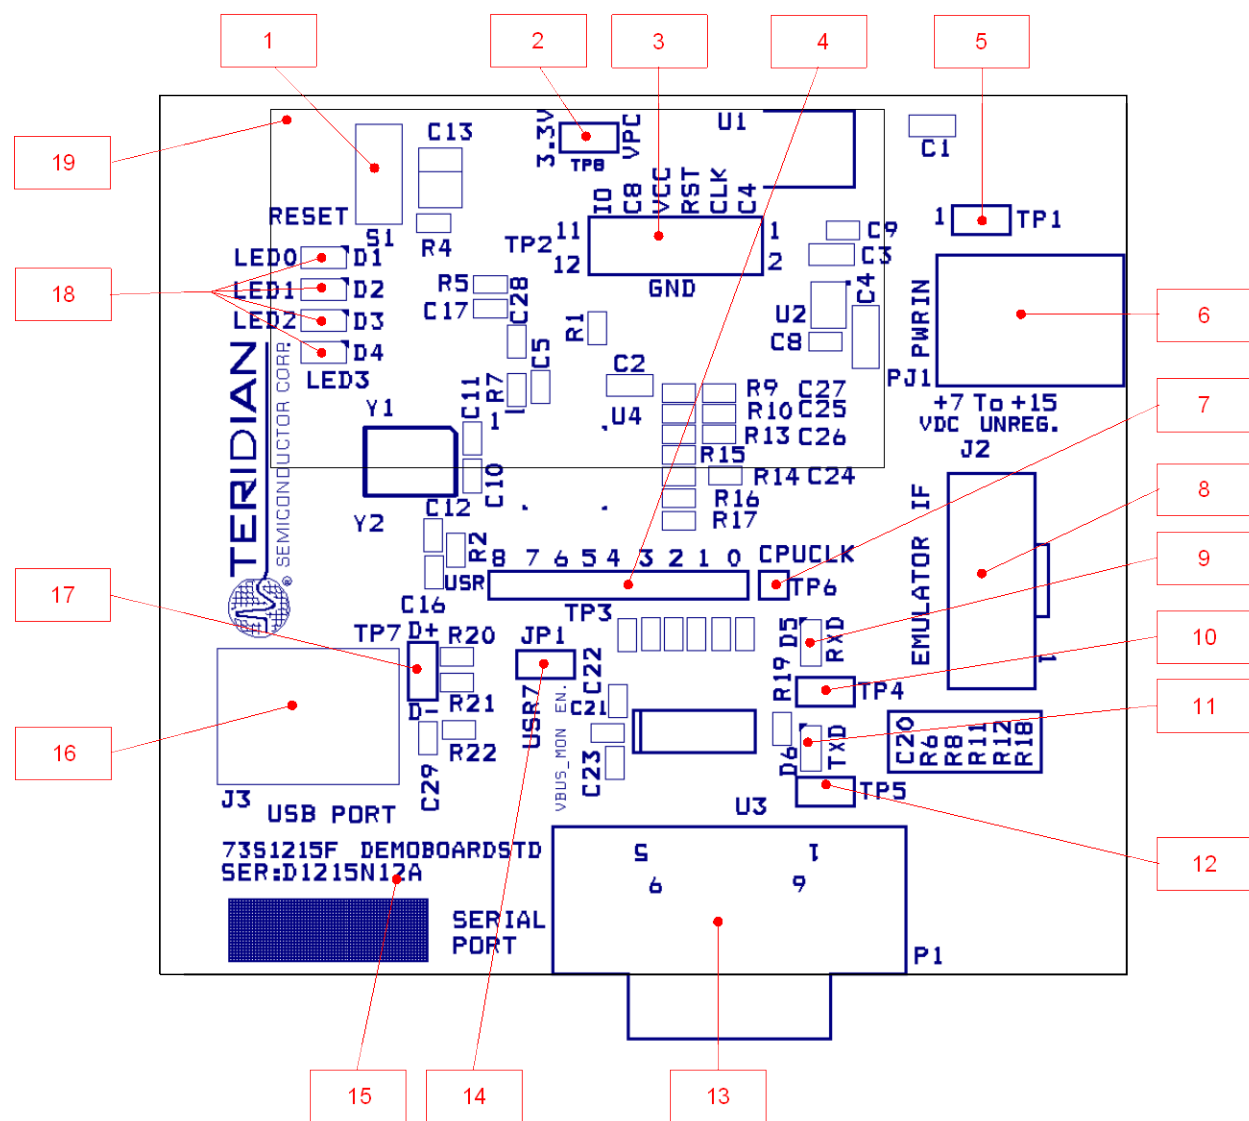 1
2
3
4
5
19
3.3V
TP8
VPC
U1
C1
C13
RESET
S1
R4
IO
C8
VCC
RST
CLK
C4
TP2
11
12
1
2
GND
C9
C3
1
TP1
LED0
D1
LED1
D2
LED2
D3
D4
LED3
18
R5
C17
C28
R1
U2
C8
C4
PWRIN
PJ1
6
+7 To +15
VDC UNREG.
J2
7
TERIDIAN
SEMICONDUCTOR CORP.
®
Y1
C11
1
R7
C5
C2
U4
R9
C27
R10
C25
R13
C26
R15
R14
C24
R16
R17
C10
Y2
C12
R2
C16
8
7
6
5
4
3
2
1
0
USR
TP3
CPUCLK
TP6
EMULATOR IF
1
8
9
10
11
12
17
TP7
D+
D-
R20
R21
R22
C29
JP1
USR7
VBUS_MON EN.
C22
C21
C23
D5
RXD
R19
TP4
D6
TXD
TP5
U3
C20
R6
R8
R11
R12
R18
16
J3
USB PORT
73S1215F DEMOBOARDSTD
SER:D1215N12A
SERIAL
PORT
5
1
9
6
P1
15
14
13